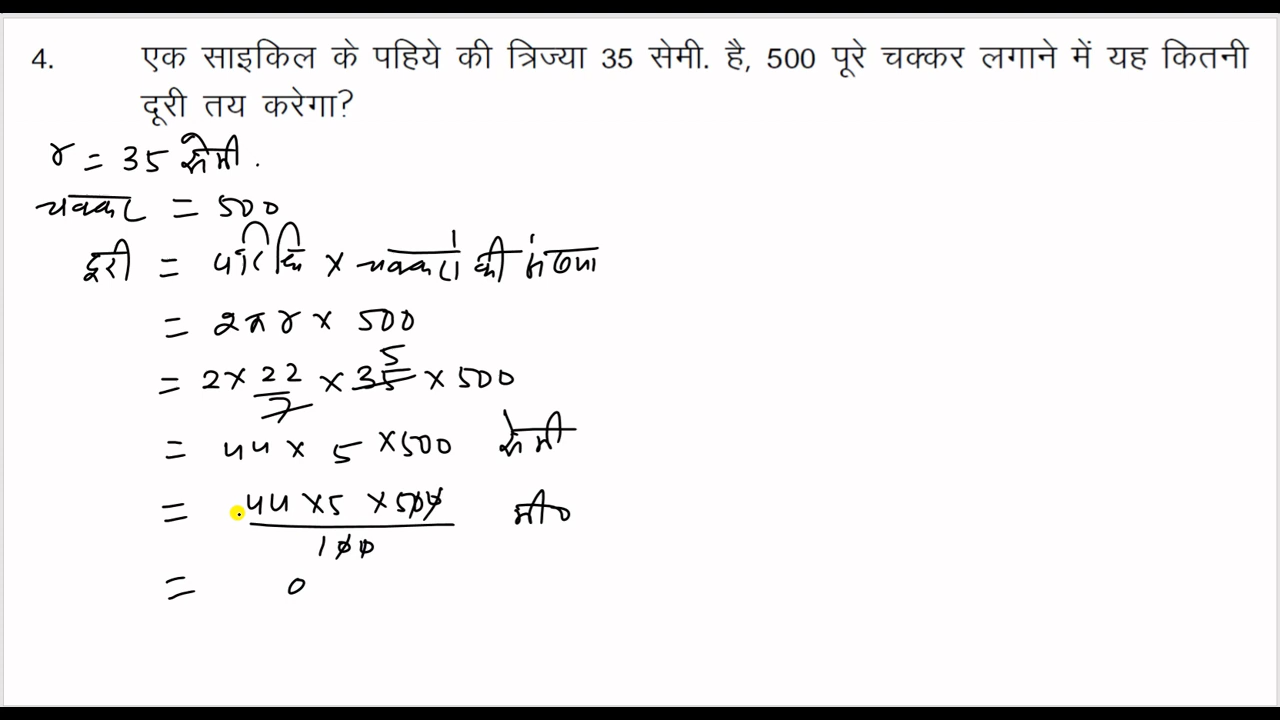 4. एक साइकिल के पहिये की त्रिज्या 35 सेमी. है, 500 पूरे चक्कर लगाने में यह कितनी
दूरी तय करेगा?
r = 35 सेमी .
चक्कर = 500
दूरी = परिधि × चक्करों की संख्या
= 2πr × 500
= 2 × 22/7 × 35 5 × 500
= 44 × 5 × 500 सेमी
= 44 × 5 × 500 / 100 मी०
= 0